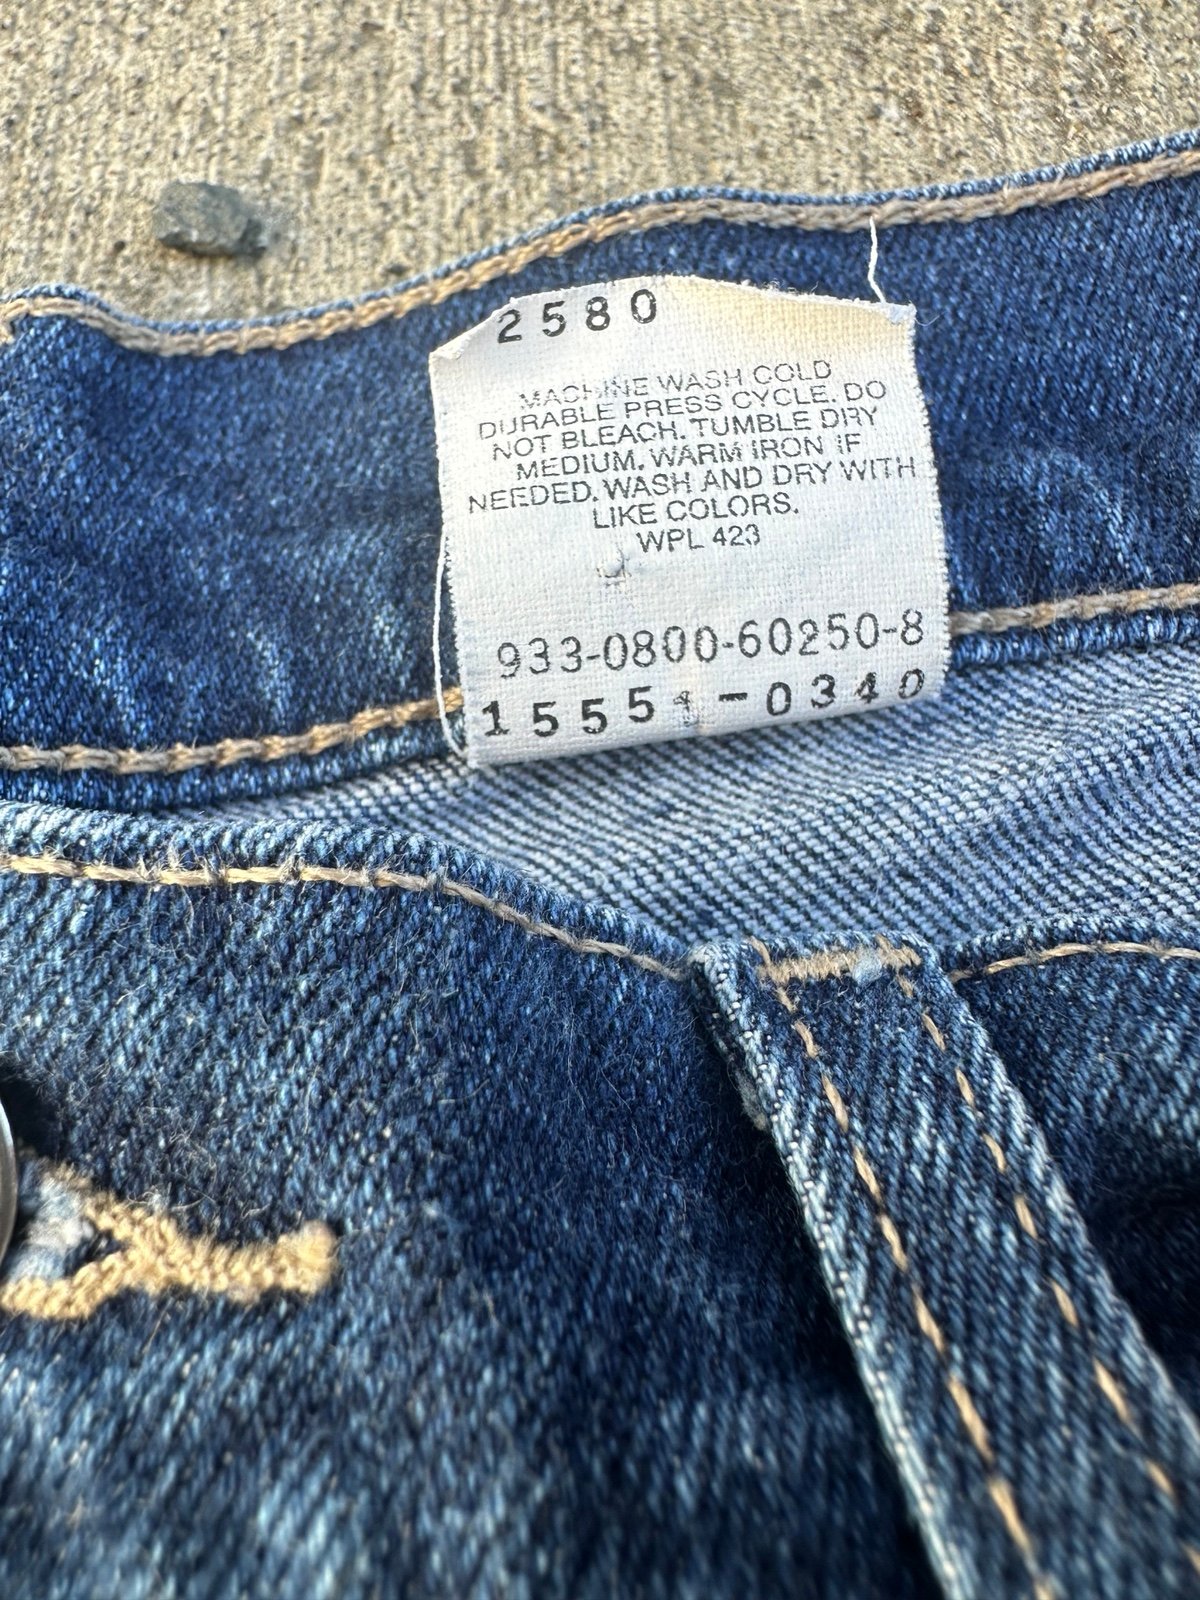 2580
MACHINE WASH COLD
DURABLE PRESS CYCLE. DO
NOT BLEACH. TUMBLE DRY
MEDIUM. WARM IRON IF
NEEDED. WASH AND DRY WITH
LIKE COLORS.
WPL 423
933-0800-60250-8
15551-0340